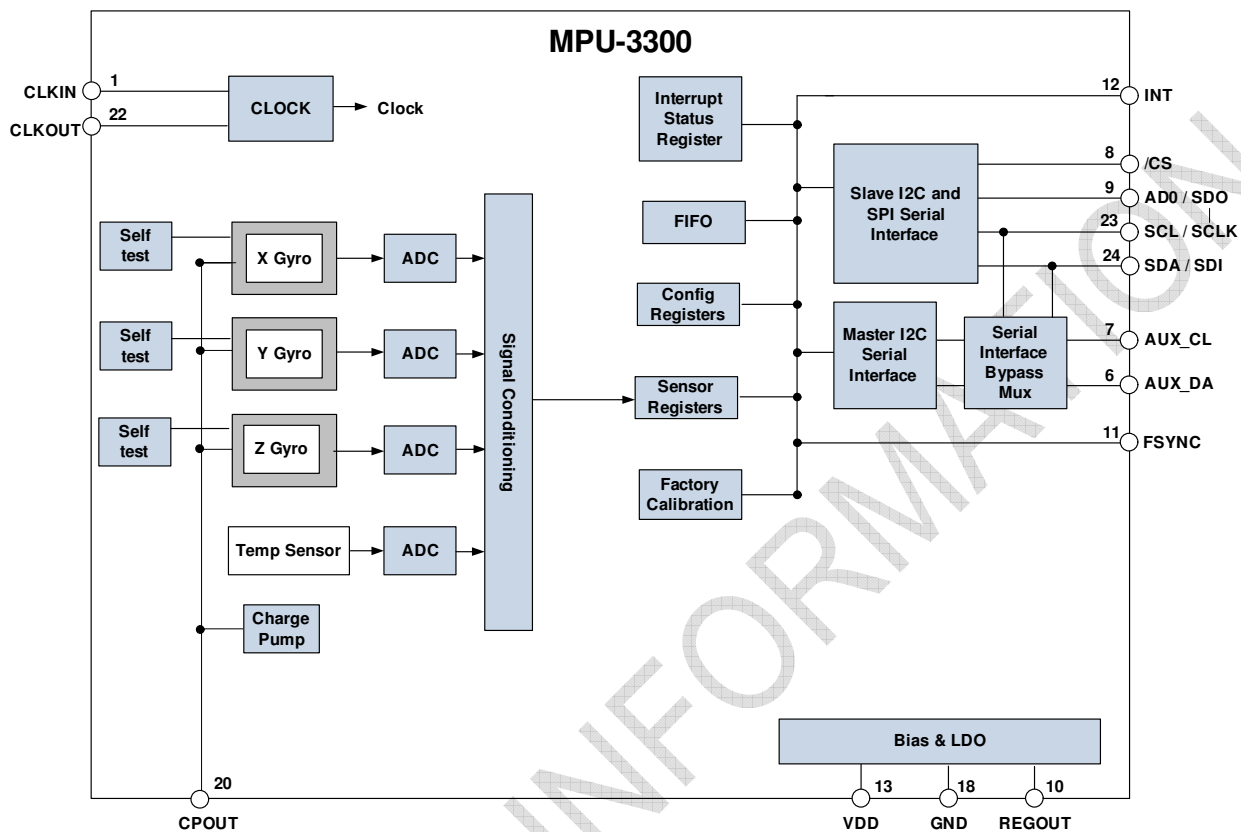 MPU-3300
1
CLKIN
22
CLKOUT
CLOCK
Clock
Interrupt
Status
Register
12
INT
8
/CS
9
AD0 / SDO
23
SCL / SCLK
24
SDA / SDI
Slave I2C and
SPI Serial
Interface
FIFO
Self
test
X Gyro
ADC
Config
Registers
Self
test
Y Gyro
ADC
Master I2C
Serial
Interface
Serial
Interface
Bypass
Mux
7
AUX_CL
6
AUX_DA
Signal Conditioning
Sensor
Registers
Self
test
Z Gyro
ADC
11
FSYNC
Factory
Calibration
Temp Sensor
ADC
Charge
Pump
Bias & LDO
20
CPOUT
13
VDD
18
GND
10
REGOUT
INFORMATION